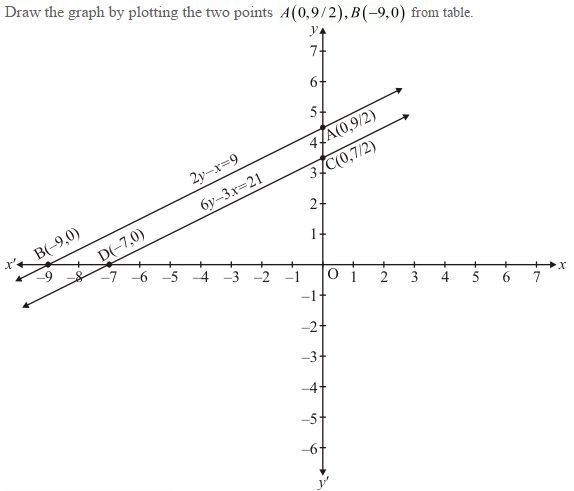 Draw the graph by plotting the two points A(0,9/2), B(−9,0) from table.
y
7
6
5
A(0,9/2)
4
2y–x=9
C(0,7/2)
3
6y–3x=21
2
B(–9,0)
D(–7,0)
1
x' x
–9 –8 –7 –6 –5 –4 –3 –2 –1 O 1 2 3 4 5 6 7
–1
–2
–3
–4
–5
–6
y'